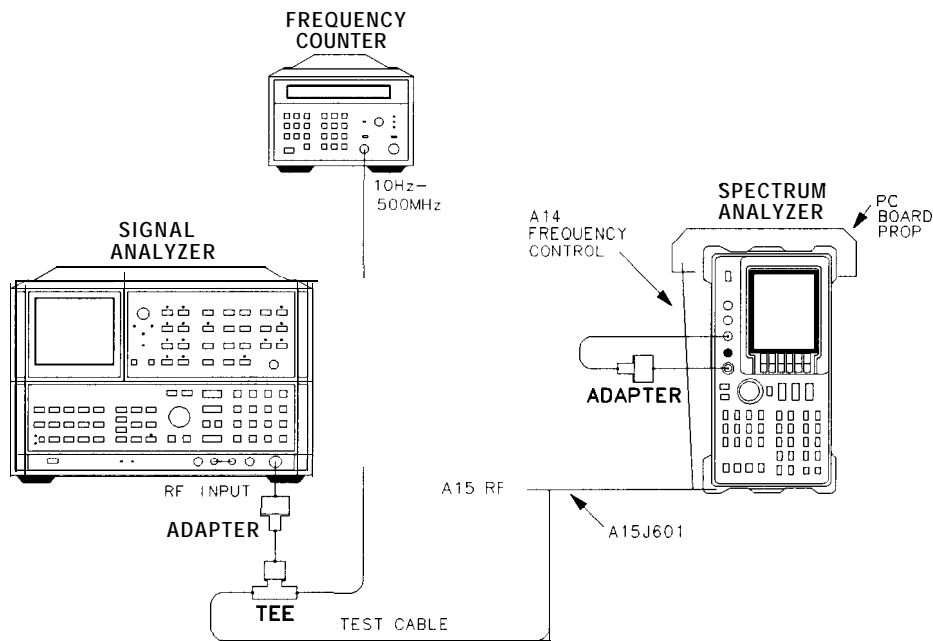 FREQUENCY
COUNTER
10Hz-
500MHz
SPECTRUM
ANALYZER
PC
BOARD
PROP
A14
FREQUENCY
CONTROL
SIGNAL
ANALYZER
ADAPTER
RF INPUT
A15 RF
A15J601
ADAPTER
TEE
TEST CABLE